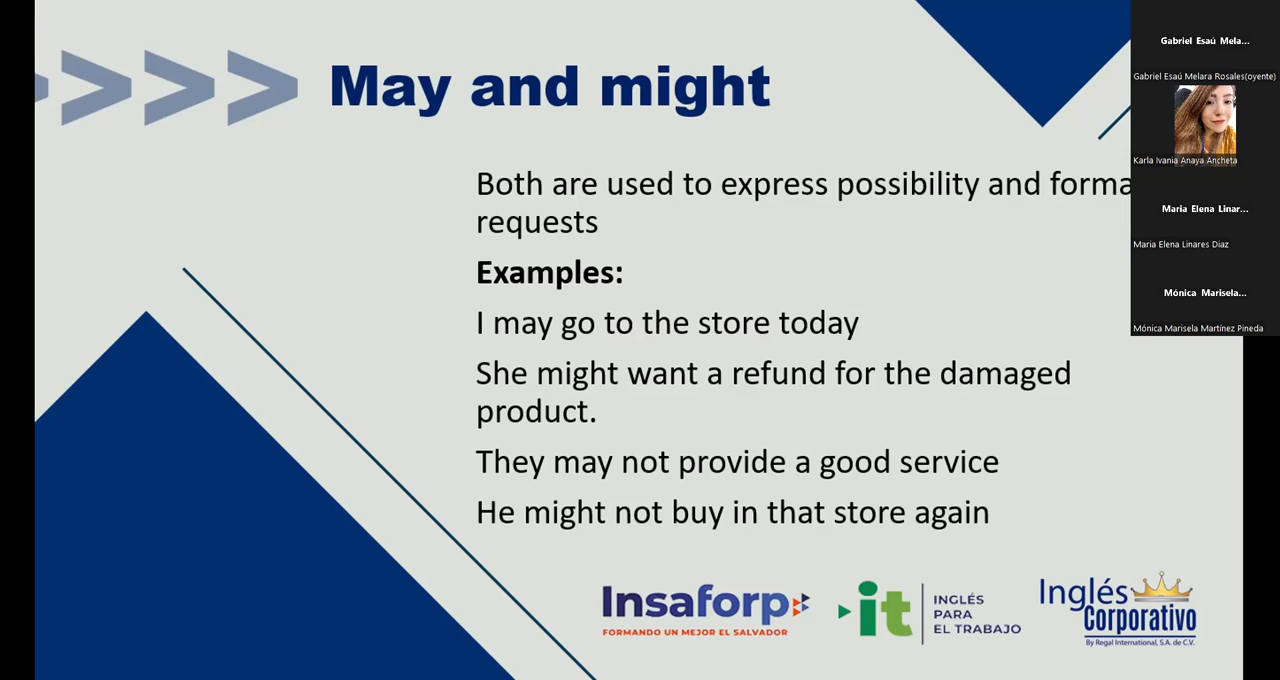 May and might
Both are used to express possibility and forma
requests
Examples:
I may go to the store today
She might want a refund for the damaged
product.
They may not provide a good service
He might not buy in that store again
Insaforp
FORMANDO UN MEJOR EL SALVADOR
it
INGLÉS
PARA
EL TRABAJO
Inglés
Corporativo
By Regal International, S.A. de C.V.
Gabriel Esaú Mela...
Gabriel Esaú Melara Rosales(oyente)
Karla Ivania Anaya Ancheta
Maria Elena Linar...
Maria Elena Linares Diaz
Mónica Marisela...
Mónica Marisela Martínez Pineda